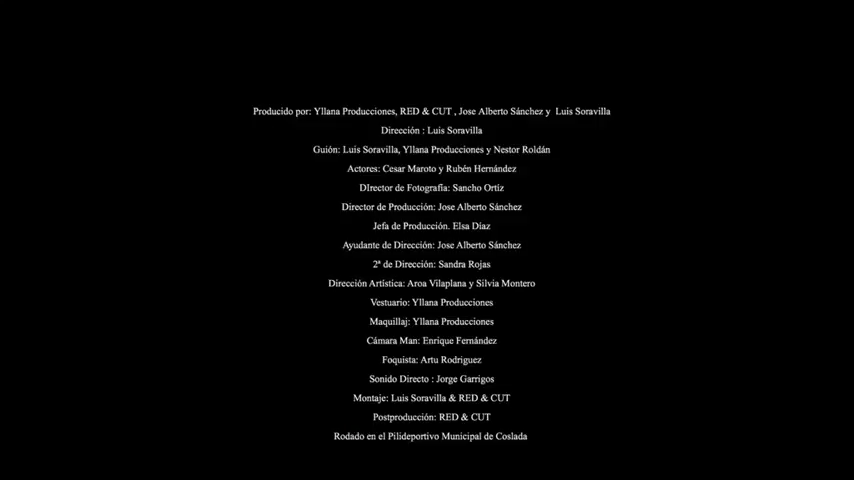 Producido por: Yllana Producciones, RED & CUT , Jose Alberto Sánchez y Luis Soravilla
Dirección : Luis Soravilla
Guión: Luis Soravilla, Yllana Producciones y Nestor Roldán
Actores: Cesar Maroto y Rubén Hernández
DIrector de Fotografía: Sancho Ortíz
Director de Producción: Jose Alberto Sánchez
Jefa de Producción. Elsa Díaz
Ayudante de Dirección: Jose Alberto Sánchez
2ª de Dirección: Sandra Rojas
Dirección Artística: Aroa Vilaplana y Silvia Montero
Vestuario: Yllana Producciones
Maquillaj: Yllana Producciones
Cámara Man: Enrique Fernández
Foquista: Artu Rodriguez
Sonido Directo : Jorge Garrigos
Montaje: Luis Soravilla & RED & CUT
Postproducción: RED & CUT
Rodado en el Pilideportivo Municipal de Coslada